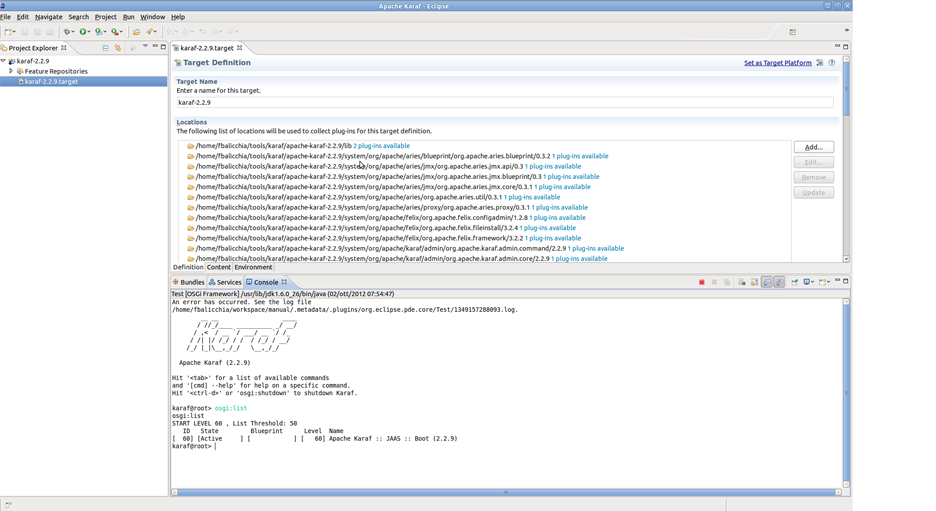 Apache Karaf - Eclipse
File Edit Navigate Search Project Run Window Help
Project Explorer
karaf-2.2.9
Feature Repositories
karaf-2.2.9.target
karaf-2.2.9.target
Target Definition
Set as Target Platform
Target Name
Enter a name for this target.
karaf-2.2.9
Locations
The following list of locations will be used to collect plug-ins for this target definition.
/home/fbalicchia/tools/karaf/apache-karaf-2.2.9/lib 2 plug-ins available
/home/fbalicchia/tools/karaf/apache-karaf-2.2.9/system/org/apache/aries/blueprint/org.apache.aries.blueprint/0.3.2 1 plug-ins available
/home/fbalicchia/tools/karaf/apache-karaf-2.2.9/system/org/apache/aries/jmx/org.apache.aries.jmx.api/0.3 1 plug-ins available
/home/fbalicchia/tools/karaf/apache-karaf-2.2.9/system/org/apache/aries/jmx/org.apache.aries.jmx.blueprint/0.3 1 plug-ins available
/home/fbalicchia/tools/karaf/apache-karaf-2.2.9/system/org/apache/aries/jmx/org.apache.aries.jmx.core/0.3.1 1 plug-ins available
/home/fbalicchia/tools/karaf/apache-karaf-2.2.9/system/org/apache/aries/org.apache.aries.util/0.3.1 1 plug-ins available
/home/fbalicchia/tools/karaf/apache-karaf-2.2.9/system/org/apache/aries/proxy/org.apache.aries.proxy/0.3.1 1 plug-ins available
/home/fbalicchia/tools/karaf/apache-karaf-2.2.9/system/org/apache/felix/org.apache.felix.configadmin/1.2.8 1 plug-ins available
/home/fbalicchia/tools/karaf/apache-karaf-2.2.9/system/org/apache/felix/org.apache.felix.fileinstall/3.2.4 1 plug-ins available
/home/fbalicchia/tools/karaf/apache-karaf-2.2.9/system/org/apache/felix/org.apache.felix.framework/3.2.2 1 plug-ins available
/home/fbalicchia/tools/karaf/apache-karaf-2.2.9/system/org/apache/karaf/admin/org.apache.karaf.admin.command/2.2.9 1 plug-ins available
/home/fbalicchia/tools/karaf/apache-karaf-2.2.9/system/org/apache/karaf/admin/org.apache.karaf.admin.core/2.2.9 1 plug-ins available
Add...
Edit...
Remove
Update
Definition Content Environment
Bundles Services Console
Test [OSGi Framework] /usr/lib/jdk1.6.0_26/bin/java (02/ott/2012 07:54:47)
An error has occurred. See the log file
/home/fbalicchia/workspace/manual/.metadata/.plugins/org.eclipse.pde.core/Test/1349157288093.log.
Apache Karaf (2.2.9)
Hit '<tab>' for a list of available commands
and '[cmd] --help' for help on a specific command.
Hit '<ctrl-d>' or 'osgi:shutdown' to shutdown Karaf.
karaf@root> osgi:list
osgi:list
START LEVEL 60 , List Threshold: 50
ID State Blueprint Level Name
[ 60] [Active ] [ ] [ 60] Apache Karaf :: JAAS :: Boot (2.2.9)
karaf@root>